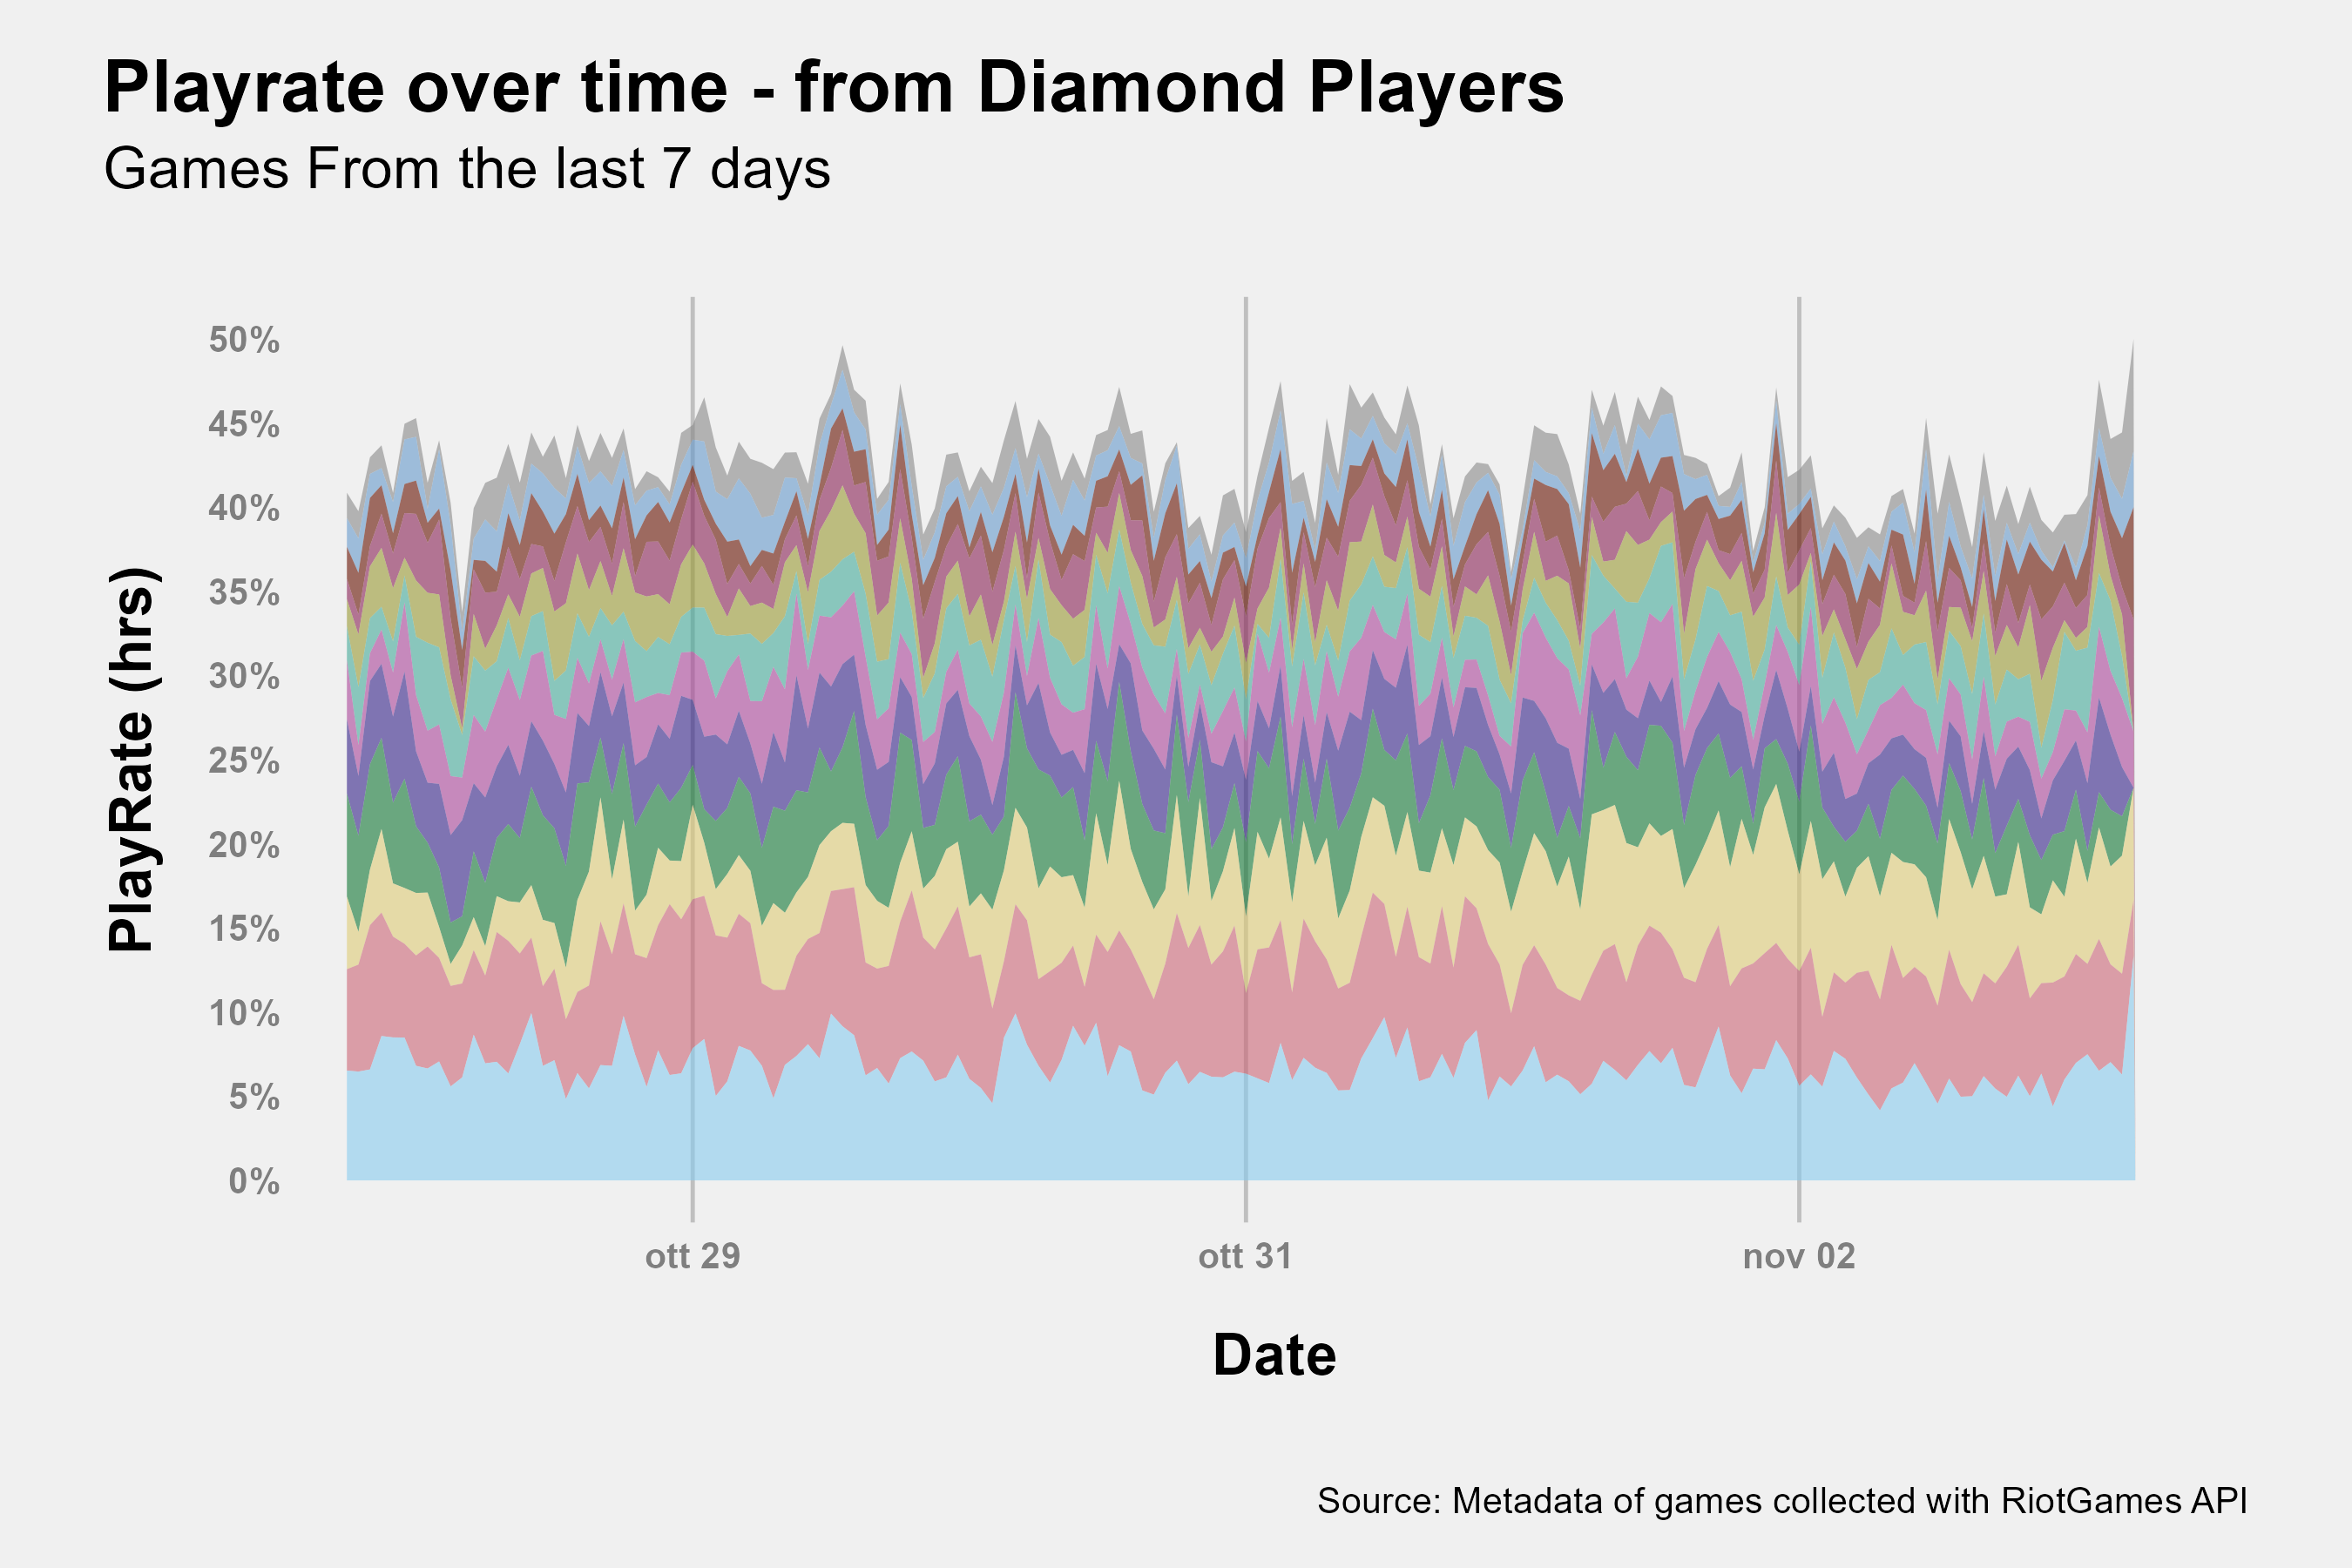 Playrate over time - from Diamond Players
Games From the last 7 days
PlayRate (hrs)
50%
45%
40%
35%
30%
25%
20%
15%
10%
5%
0%
ott 29
ott 31
nov 02
Date
Source: Metadata of games collected with RiotGames API